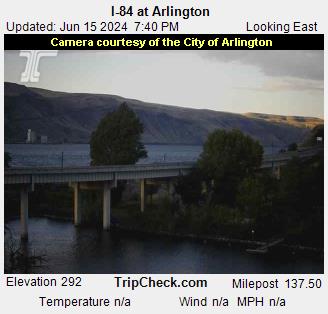 I-84 at Arlington
Updated: Jun 15 2024 7:40 PM Looking East
Camera courtesy of the City of Arlington
Elevation 292 TripCheck.com Milepost 137.50
Temperature n/a Wind n/a MPH n/a